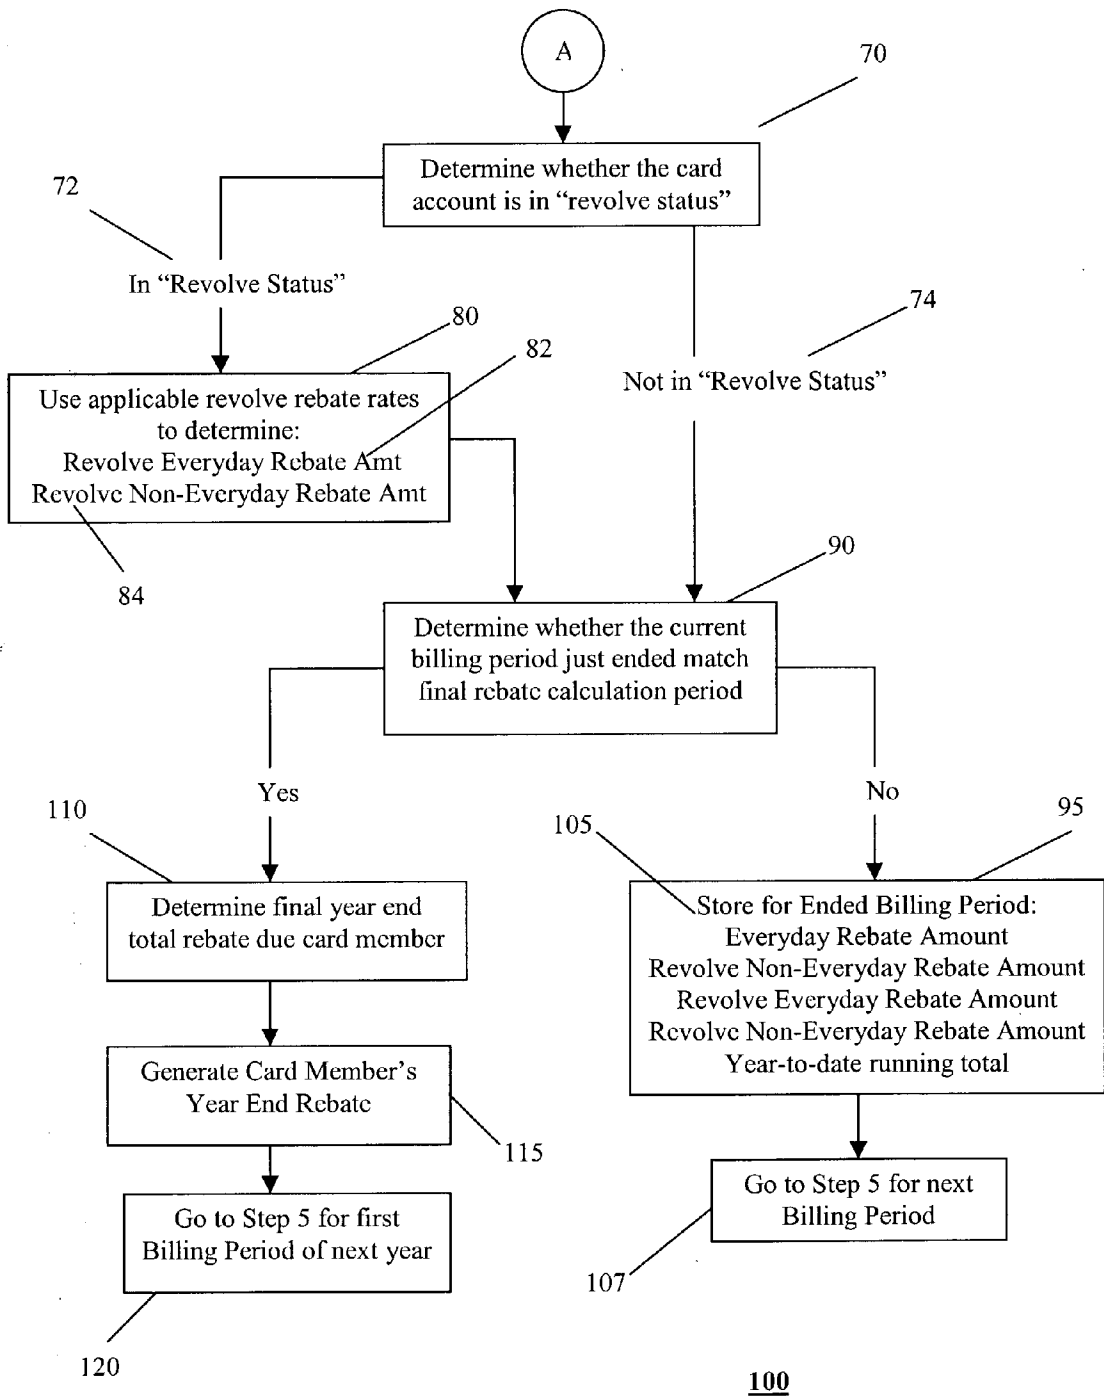 A
70
Determine whether the card
account is in “revolve status”
72
In “Revolve Status”
74
80
82
Not in “Revolve Status”
Use applicable revolve rebate rates
to determine:
Revolve Everyday Rebate Amt
Revolve Non-Everyday Rebate Amt
84
90
Determine whether the current
billing period just ended match
final rebate calculation period
Yes
No
110
105
95
Determine final year end
total rebate due card member
Store for Ended Billing Period:
Everyday Rebate Amount
Revolve Non-Everyday Rebate Amount
Revolve Everyday Rebate Amount
Revolve Non-Everyday Rebate Amount
Year-to-date running total
Generate Card Member’s
Year End Rebate
115
Go to Step 5 for next
Billing Period
107
Go to Step 5 for first
Billing Period of next year
120
100